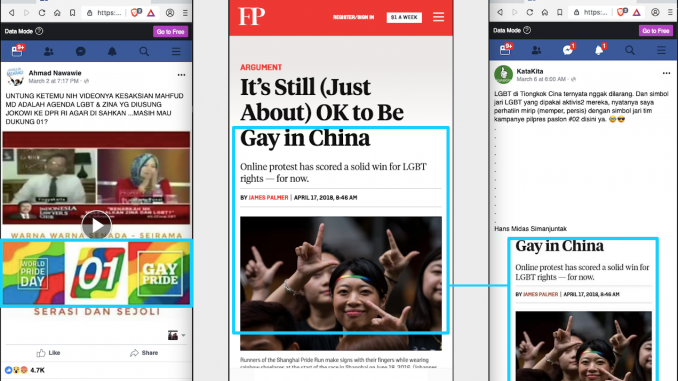 https:...
9+
Data Mode
Go to Free
9+
Ahmad Nawawie
March 2 at 7:17 PM
UNTUNG KETEMU NIH VIDEONYA KESAKSIAN MAHFUD
MD ADALAH AGENDA LGBT & ZINA YG DIUSUNG
JOKOWI KE DPR RI AGAR DI SAHKAN ...MASIH MAU
DUKUNG 01?
INDONESIA
LAWYERS
WARNA WARNA SENADA - SEIRAMA
WORLD
PRIDE
DAY
01
GAY
PRIDE
SERASI DAN SEJOLI
4.7K
Like
Share
FP
REGISTER/SIGN IN
$1 A WEEK
ARGUMENT
It's Still (Just
About) OK to Be
Gay in China
Online protest has scored a solid win for LGBT
rights — for now.
BY JAMES PALMER | APRIL 17, 2018, 8:46 AM
Runners of the Shanghai Pride Run make signs with their fingers while wearing
https:...
Data Mode
Go to Free
9+
1
1
KataKita
March 6 at 6:00 AM
LGBT di Tiongkok Cina ternyata nggak dilarang. Dan simbol
jari LGBT yang dipakai aktivis2 mereka, nyatanya saya
perhatiin mirip (memper, persis) dengan simbol jari tim
kampanye pilpres paslon #02 disini ya.
Hans Midas Simanjuntak
Gay in China
Online protest has scored a solid win for LGBT
rights — for now.
BY JAMES PALMER | APRIL 17, 2018, 8:46 AM